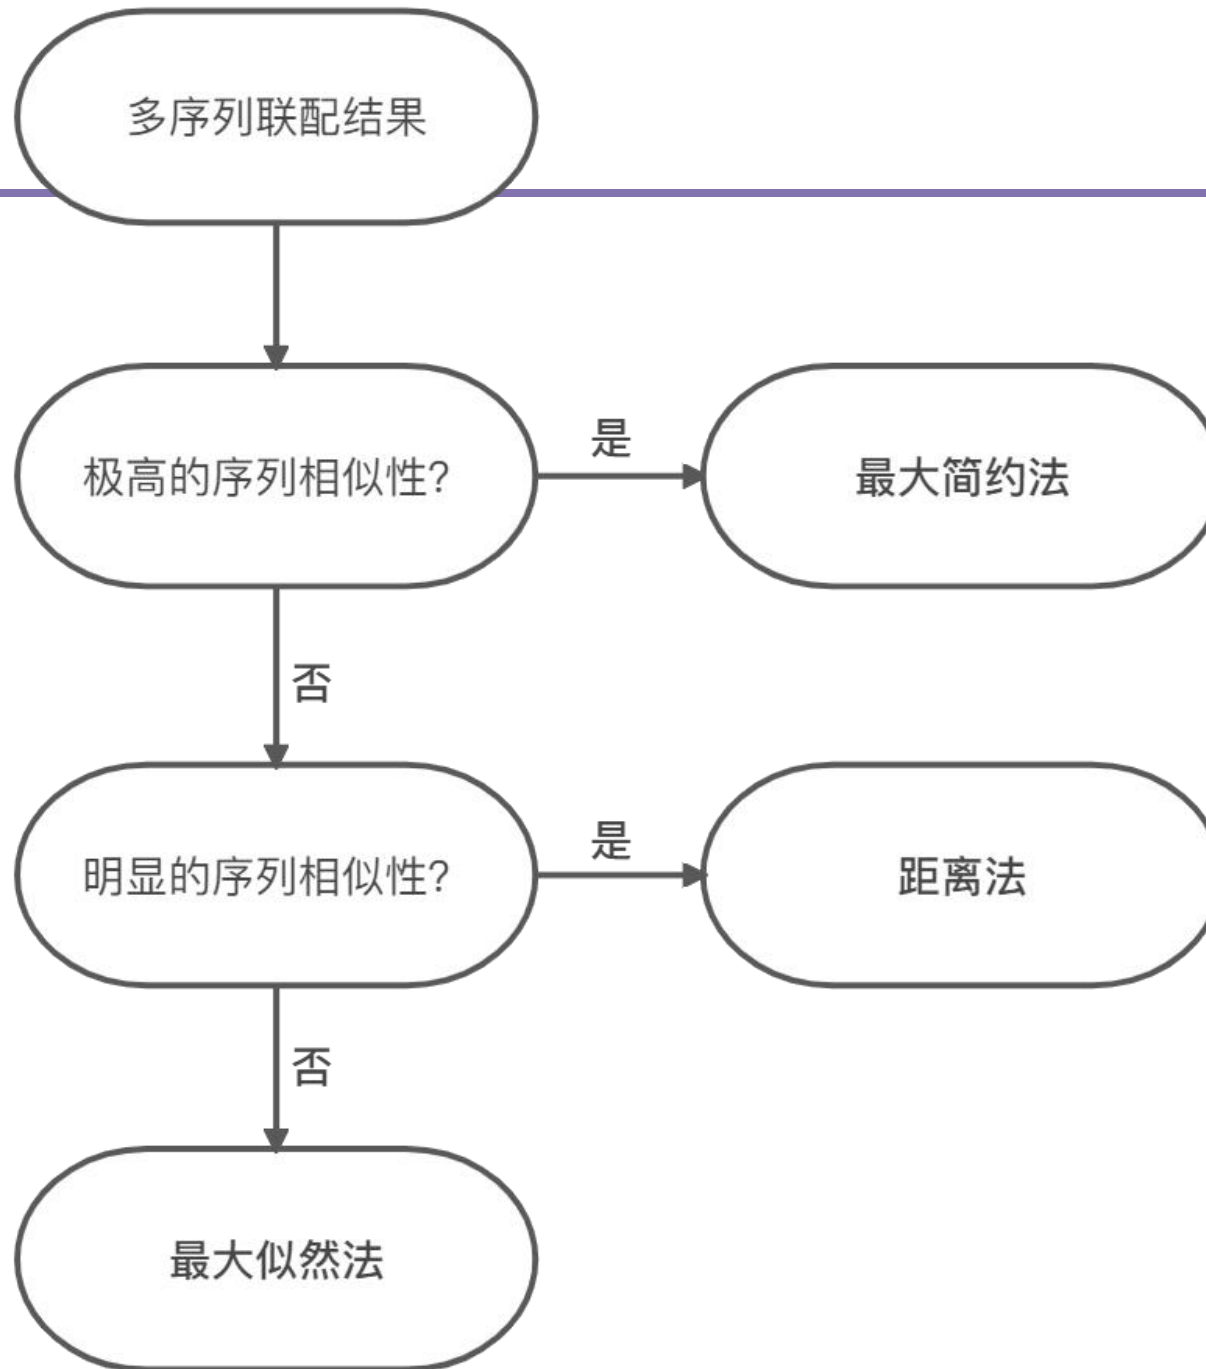 多序列联配结果
极高的序列相似性?
是
最大简约法
否
明显的序列相似性?
是
距离法
否
最大似然法